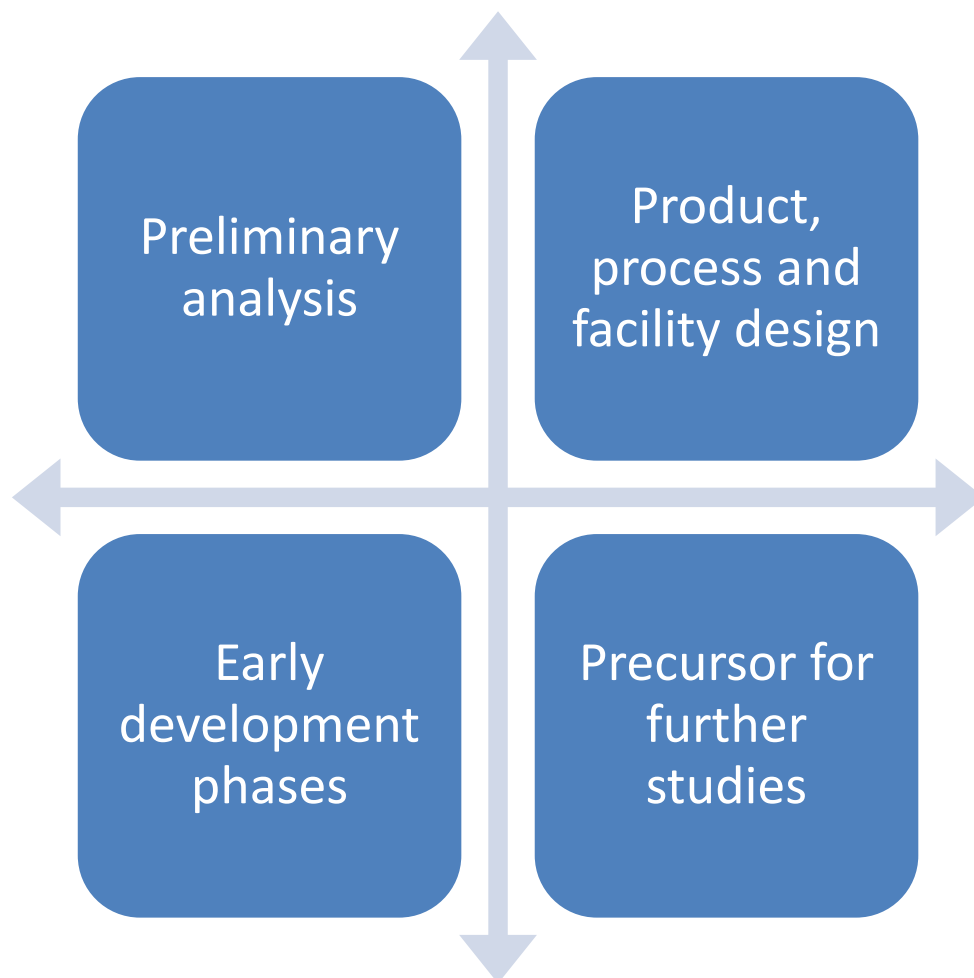 Preliminary
analysis
Product,
process and
facility design
Early
development
phases
Precursor for
further
studies